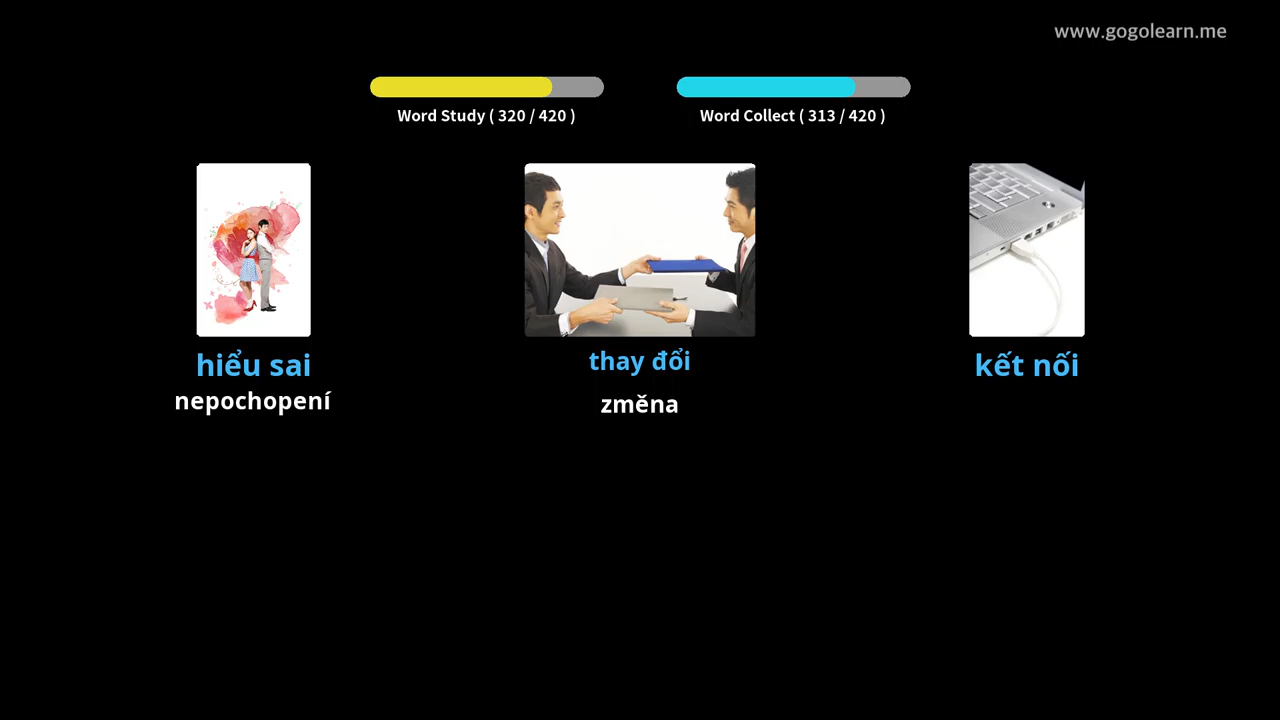 www.gogolearn.me
Word Study ( 320 / 420 )
Word Collect ( 313 / 420 )
hiểu sai
nepochopení
thay đổi
změna
kết nối